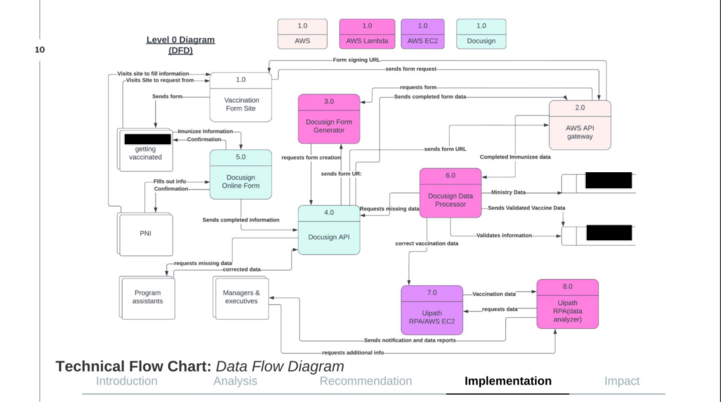 10
Level 0 Diagram
(DFD)
1.0
AWS
1.0
AWS Lambda
1.0
AWS EC2
1.0
Docusign
Form signing URL
Visits site to fill information
Visits Site to request from
sends form request
1.0
Vaccination
Form Site
Sends form
requests form
Sends completed form data
3.0
Docusign Form
Generator
2.0
AWS API
gateway
getting
vaccinated
Imunizee Information
Confirmation
5.0
Docusign
Online Form
requests form creation
sends form URL
sends form UR:
Completed Immunizee data
6.0
Docusign Data
Processor
Ministry Data
Sends Validated Vaccine Data
Validates information
FIlls out info
Confirmation
PNI
Sends completed information
4.0
Docusign API
Requests missing data
correct vaccination data
requests missing data
corrected data
Program
assistants
Managers &
executives
7.0
Uipath
RPA/AWS EC2
Vaccination data
requests data
8.0
Uipath
RPA(data
analyzer)
Sends notification and data reports
requests additional info
Technical Flow Chart: Data Flow Diagram
Introduction
Analysis
Recommendation
Implementation
Impact